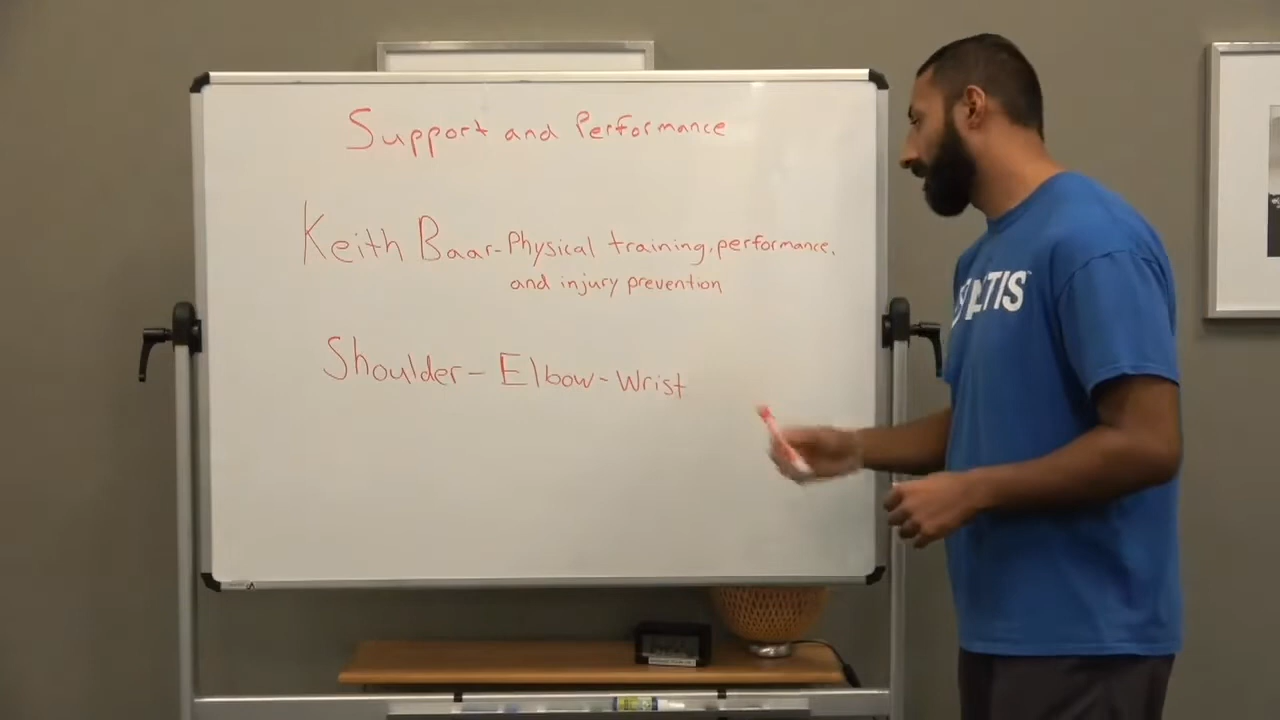 Support and Performance
Keith Baar-Physical training, performance,
and injury prevention
Shoulder-Elbow-Wrist